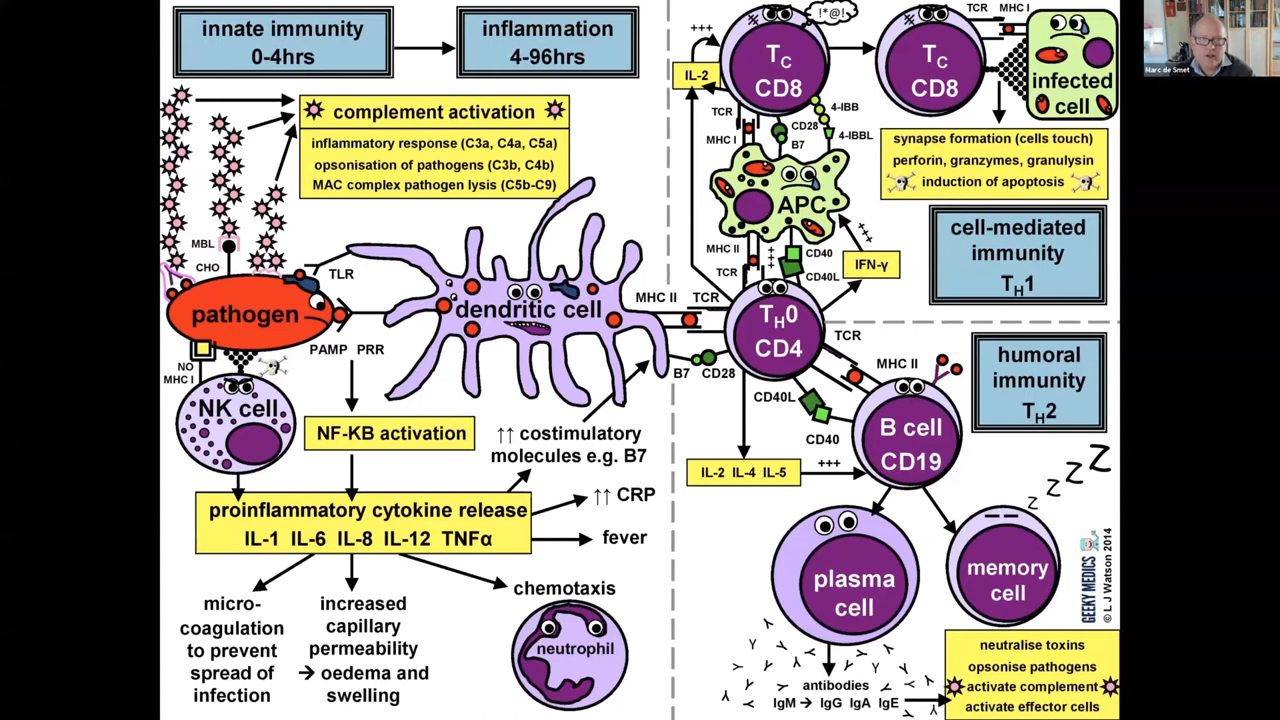 innate immunity
0-4hrs
inflammation
4-96hrs
complement activation
inflammatory response (C3a, C4a, C5a)
opsonisation of pathogens (C3b, C4b)
MAC complex pathogen lysis (C5b-C9)
MBL
CHO
TLR
pathogen
PAMP PRR
NO
MHC I
NK cell
dendritic cell
MHC II
TCR
B7 CD28
NF-KB activation
↑↑ costimulatory
molecules e.g. B7
proinflammatory cytokine release
IL-1 IL-6 IL-8 IL-12 TNFα
↑↑ CRP
fever
micro-
coagulation
to prevent
spread of
infection
increased
capillary
permeability
→ oedema and
swelling
chemotaxis
neutrophil
+++
IL-2
TC
CD8
!*@!
TCR
MHC I
CD28
B7
4-IBB
4-IBBL
APC
TC
CD8
TCR MHC I
infected
cell
synapse formation (cells touch)
perforin, granzymes, granulysin
induction of apoptosis
cell-mediated
immunity
TH1
MHC II
TCR
+++
CD40
CD40L
+++
IFN-γ
TH0
CD4
TCR
MHC II
CD40L
CD40
humoral
immunity
TH2
B cell
CD19
IL-2 IL-4 IL-5
+++
z z z z
plasma
cell
memory
cell
antibodies
IgM → IgG IgA IgE
neutralise toxins
opsonise pathogens
activate complement
activate effector cells
GEEKY MEDICS
© L J Watson 2014
Marc de Smet